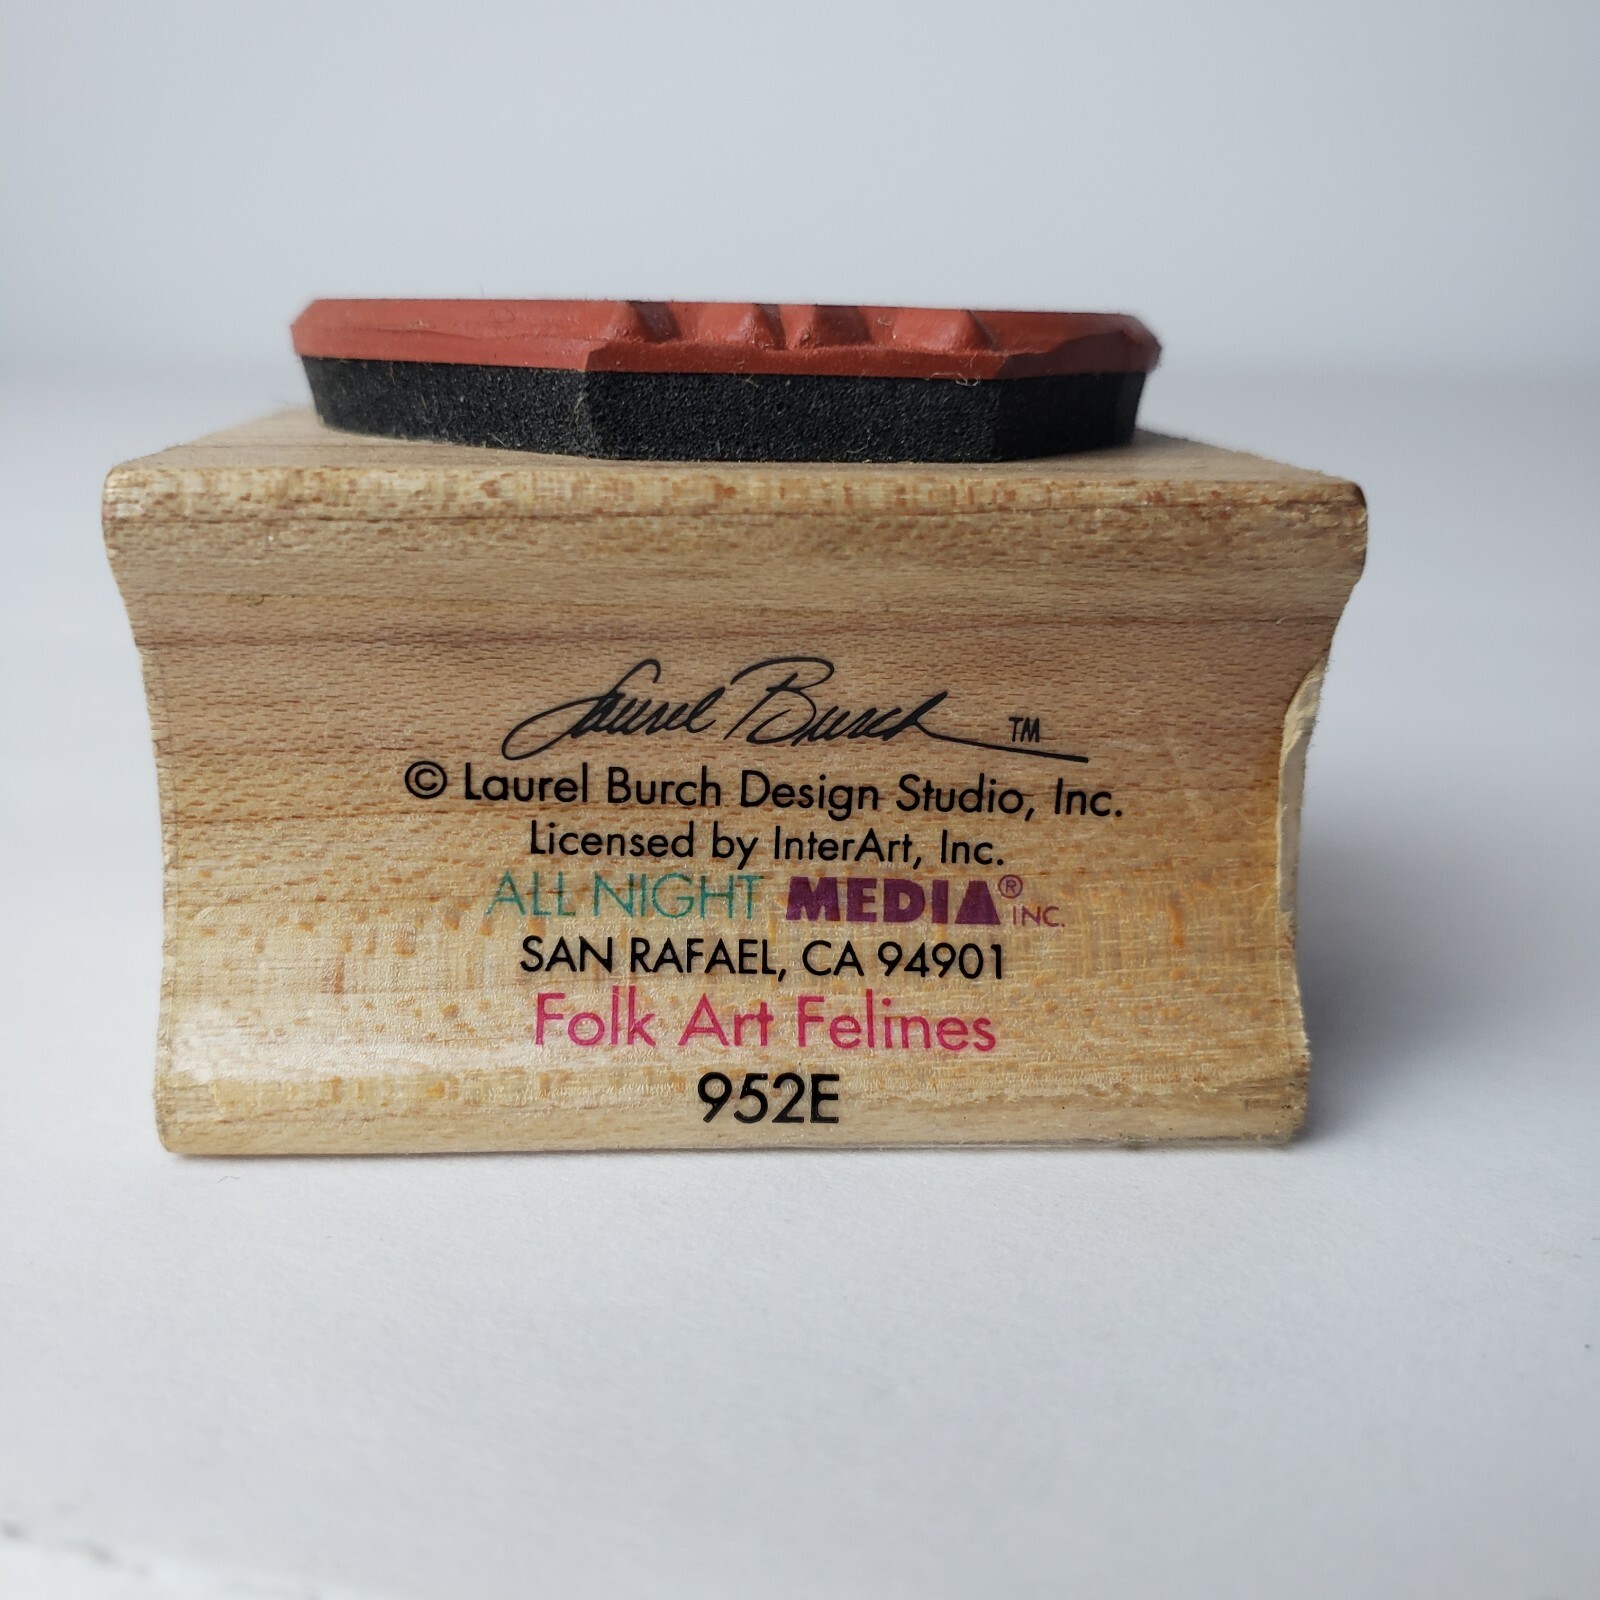 Laurel Burch ™
© Laurel Burch Design Studio, Inc.
Licensed by InterArt, Inc.
ALL NIGHT MEDIA® INC.
SAN RAFAEL, CA 94901
Folk Art Felines
952E